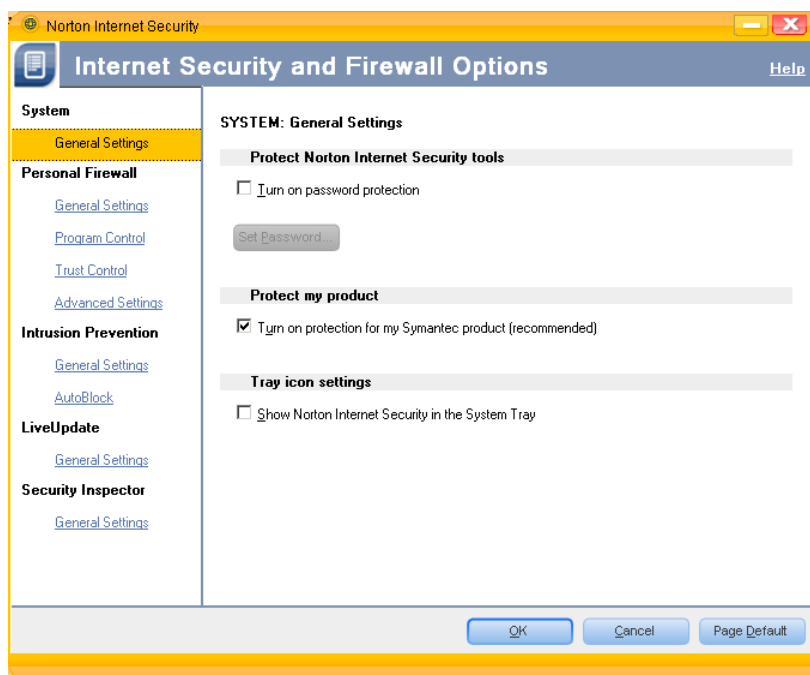 Norton Internet Security
Internet Security and Firewall Options
Help
System
General Settings
Personal Firewall
General Settings
Program Control
Trust Control
Advanced Settings
Intrusion Prevention
General Settings
AutoBlock
LiveUpdate
General Settings
Security Inspector
General Settings
SYSTEM: General Settings
Protect Norton Internet Security tools
Turn on password protection
Set Password...
Protect my product
Turn on protection for my Symantec product (recommended)
Tray icon settings
Show Norton Internet Security in the System Tray
OK
Cancel
Page Default